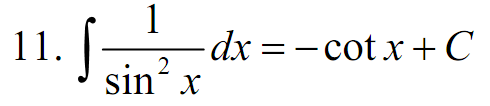 11. ∫ 1/sin² x dx = − cot x + C